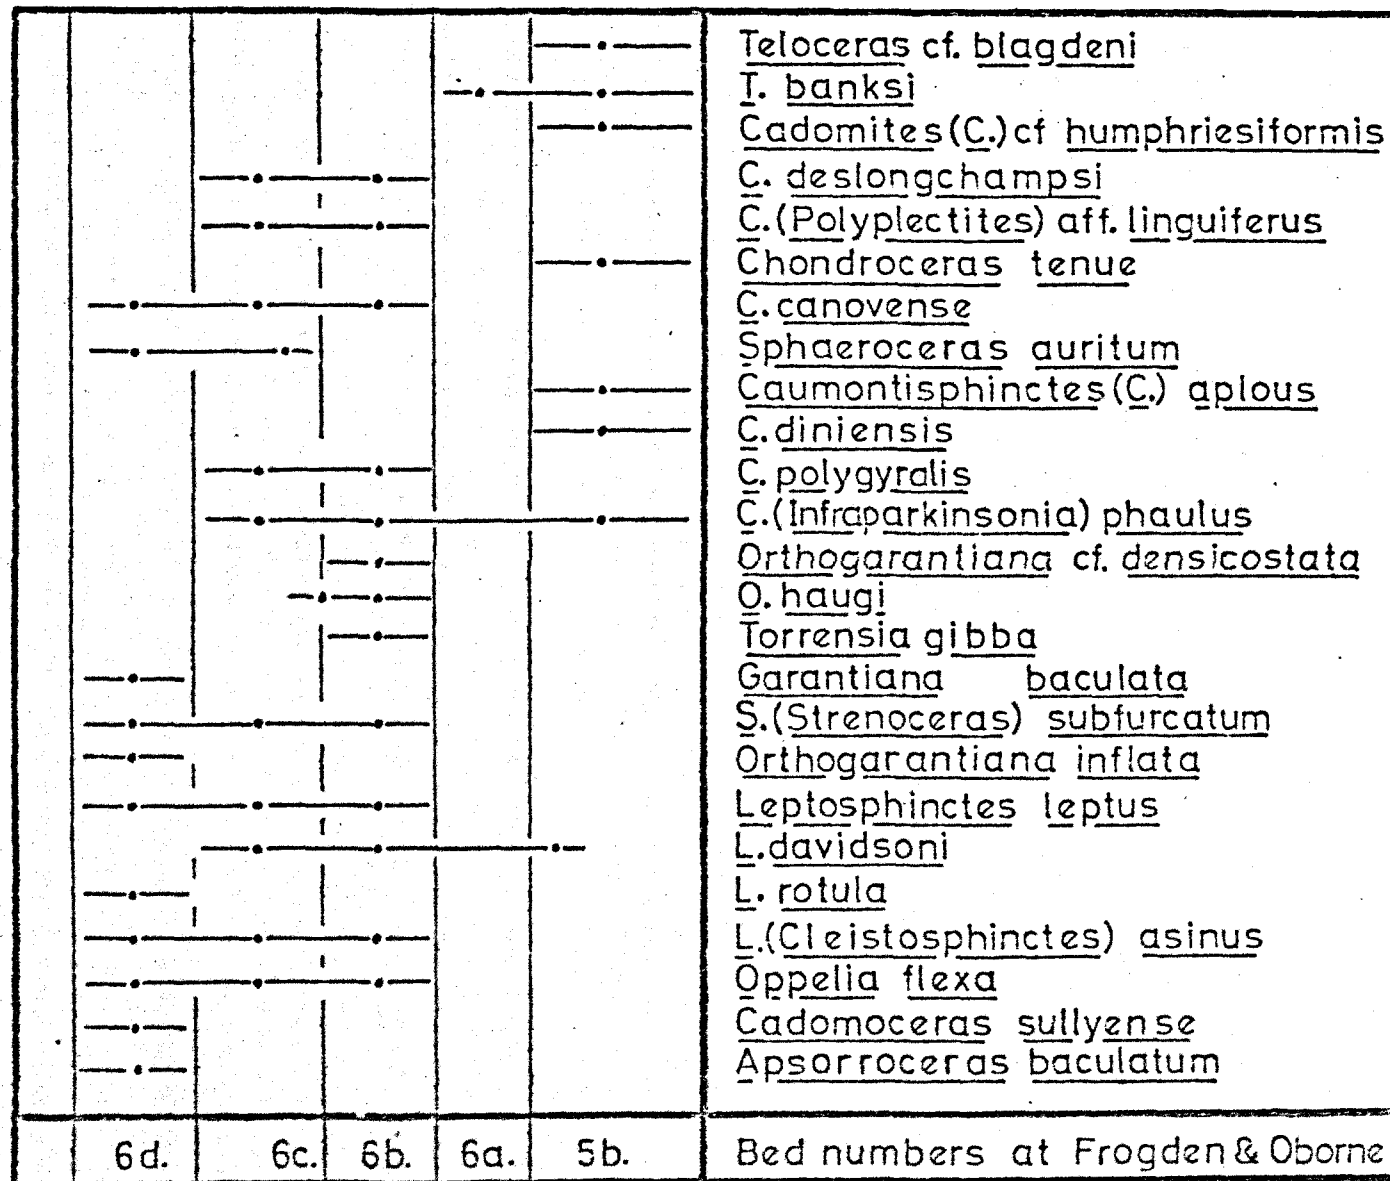 Teloceras cf. blagdeni
T. banksi
Cadomites (C.) cf humphriesiformis
C. deslongchampsi
C. (Polyplectites) aff. linguiferus
Chondroceras tenue
C. canovense
Sphaeroceras auritum
Caumontisphinctes (C.) aplous
C. diniensis
C. polygyralis
C. (Infraparkinsonia) phaulus
Orthogarantiana cf. densicostata
O. haugi
Torrensia gibba
Garantiana baculata
S. (Strenoceras) subfurcatum
Orthogarantiana inflata
Leptosphinctes leptus
L. davidsoni
L. rotula
L. (Cleistosphinctes) asinus
Oppelia flexa
Cadomoceras sullyense
Apsorroceras baculatum
6d. 6c. 6b. 6a. 5b. Bed numbers at Frogden & Oborne